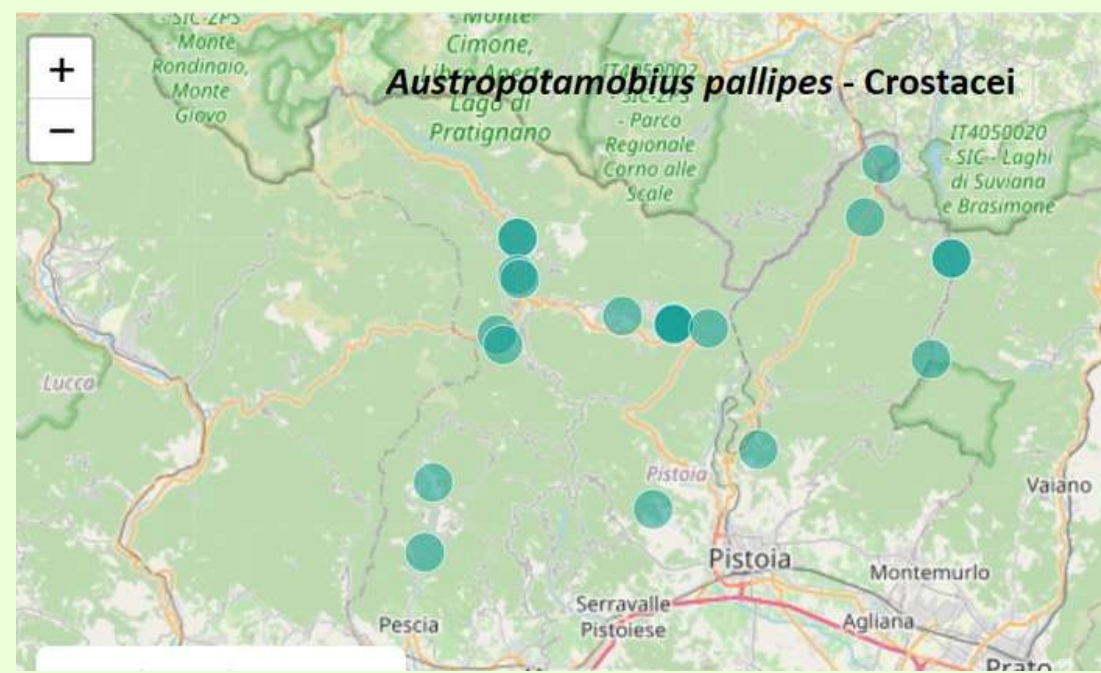 +
−
- SIC-ZPS
- Monte
Rondinaio,
Monte
Giovo
- Monte
Cimone,
Libro Aperto,
Lago di
Pratignano
Austropotamobius pallipes - Crostacei
IT4050002
- SIC-ZPS
- Parco
Regionale
Corno alle
Scale
IT4050020
- SIC - Laghi
di Suviana
e Brasimone
Lucca
Pistoia
Vaiano
Pistoia
Montemurlo
Serravalle
Pistoiese
Agliana
Pescia
Prato